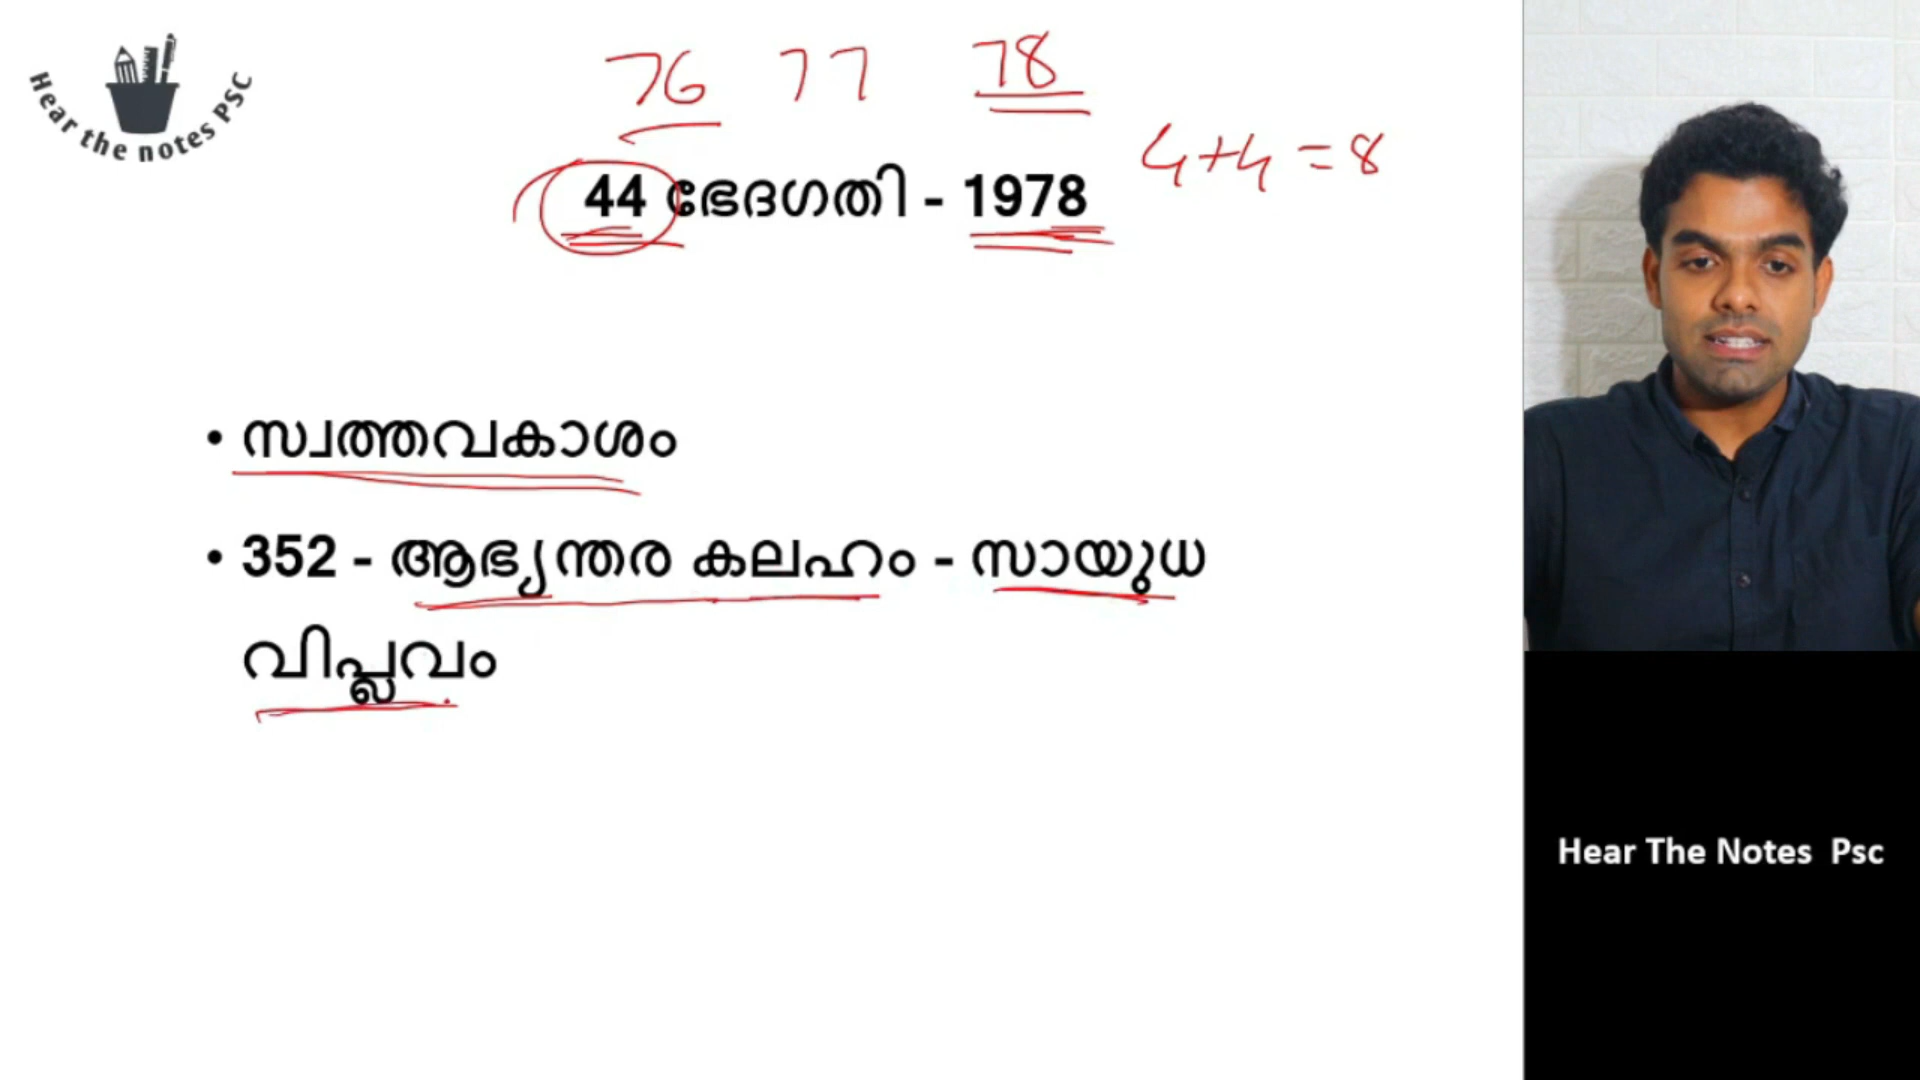 Hear the notes PSC
76 77 78
4+4=8
44 ഭേദഗതി - 1978
• സ്വത്തവകാശം
• 352 - ആഭ്യന്തര കലഹം - സായുധ
വിപ്ലവം
Hear The Notes Psc